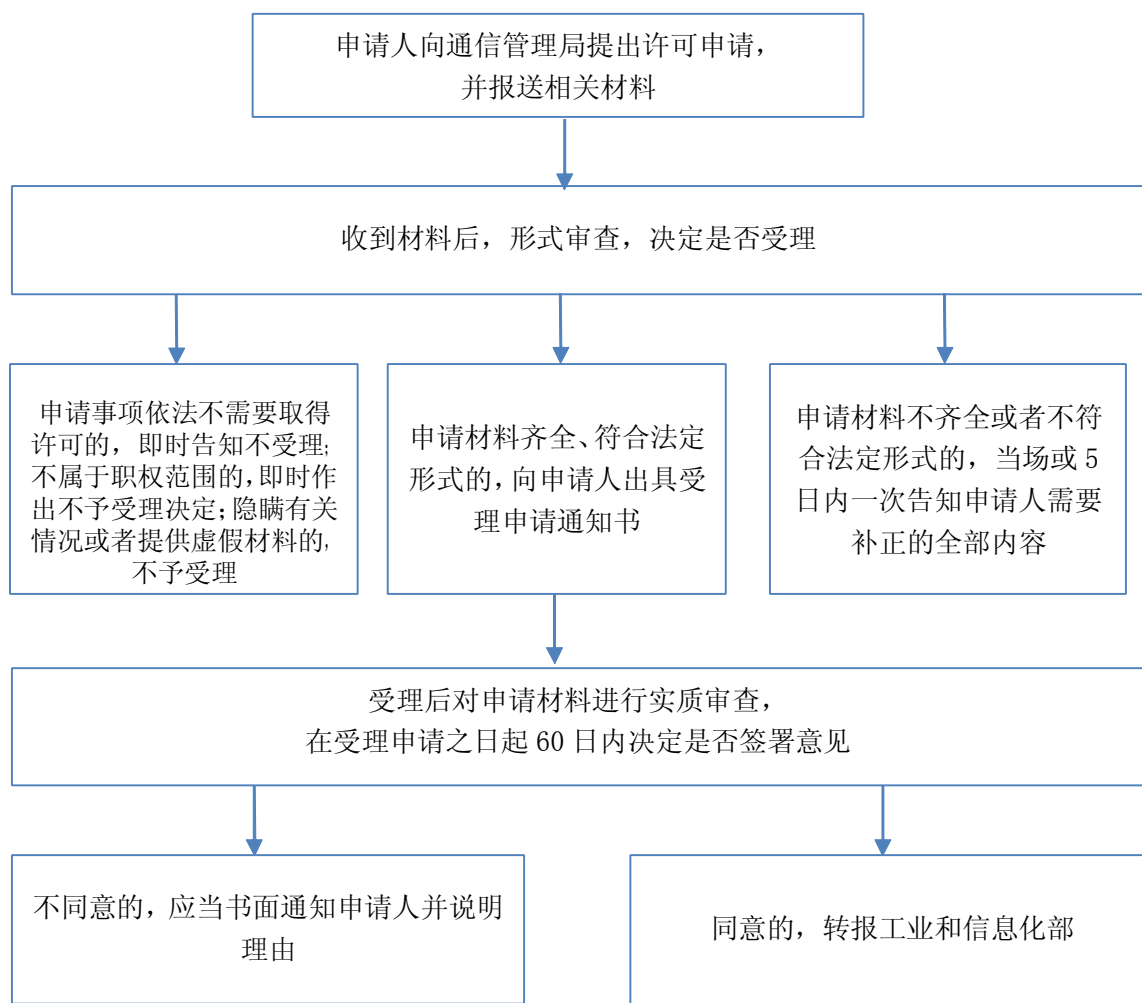 申请人向通信管理局提出许可申请，
并报送相关材料
收到材料后，形式审查，决定是否受理
申请事项依法不需要取得
许可的，即时告知不受理；
不属于职权范围的，即时作
出不予受理决定；隐瞒有关
情况或者提供虚假材料的，
不予受理
申请材料齐全、符合法定
形式的，向申请人出具受
理申请通知书
申请材料不齐全或者不符
合法定形式的，当场或 5
日内一次告知申请人需要
补正的全部内容
受理后对申请材料进行实质审查，
在受理申请之日起 60 日内决定是否签署意见
不同意的，应当书面通知申请人并说明
理由
同意的，转报工业和信息化部